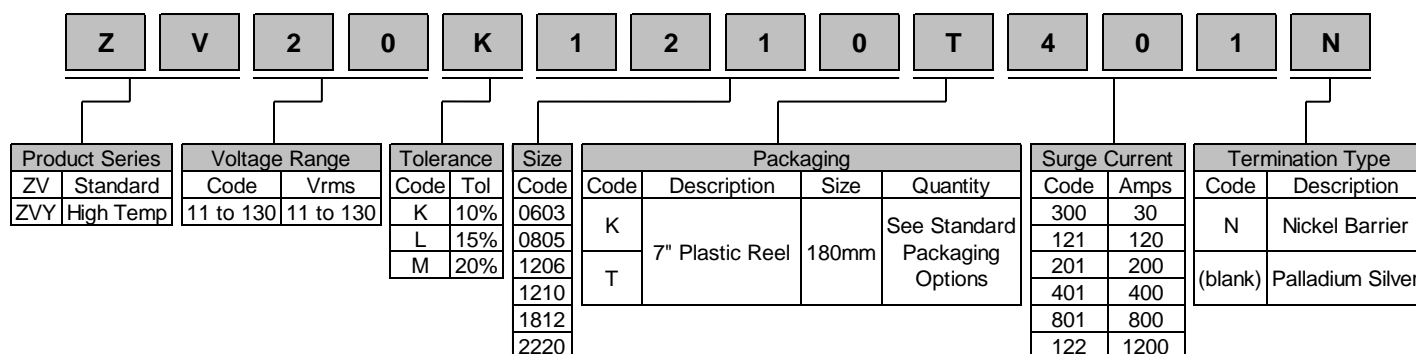 Z V 2 0 K 1 2 1 0 T 4 0 1 N
Product Series
ZV Standard
ZVY High Temp
Voltage Range
Code Vrms
11 to 130 11 to 130
Tolerance
Code Tol
K 10%
L 15%
M 20%
Size
Code
0603
0805
1206
1210
1812
2220
Packaging
Code Description Size Quantity
K
T
7" Plastic Reel
180mm
See Standard
Packaging
Options
Surge Current
Code Amps
300 30
121 120
201 200
401 400
801 800
122 1200
Termination Type
Code Description
N Nickel Barrier
(blank) Palladium Silver